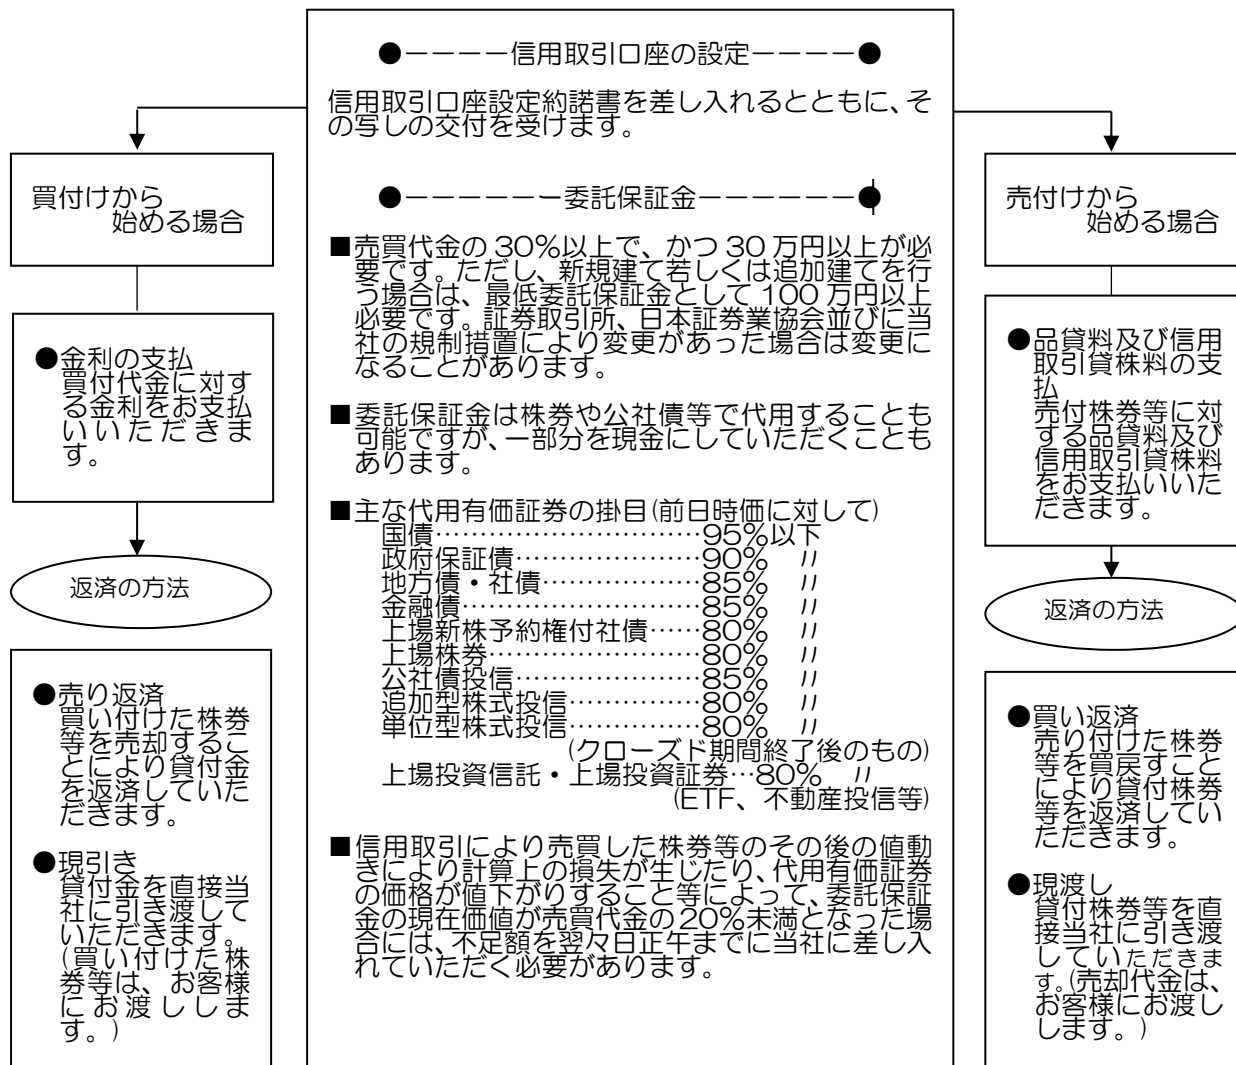 ●ーーーー信用取引口座の設定ーーーー●
信用取引口座設定約諾書を差し入れるとともに、そ
の写しの交付を受けます。
●ーーーーーー委託保証金ーーーーーー●
■売買代金の 30％以上で、かつ 30 万円以上が必
要です。ただし、新規建て若しくは追加建てを行
う場合は、最低委託保証金として 100 万円以上
必要です。証券取引所、日本証券業協会並びに当
社の規制措置により変更があった場合は変更に
なることがあります。
■委託保証金は株券や公社債等で代用することも
可能ですが、一部分を現金にしていただくことも
あります。
■主な代用有価証券の掛目(前日時価に対して)
国債…………………………95％以下
政府保証債………………90％　〃
地方債・社債……………85％　〃
金融債……………………85％　〃
上場新株予約権付社債……80％　〃
上場株券…………………80％　〃
公社債投信………………85％　〃
追加型株式投信…………80％　〃
単位型株式投信…………80％　〃
(クローズド期間終了後のもの)
上場投資信託・上場投資証券…80％　〃
(ETF、不動産投信等)
■信用取引により売買した株券等のその後の値動
きにより計算上の損失が生じたり、代用有価証券
の価格が値下がりすること等によって、委託保証
金の現在価値が売買代金の20％未満となった場
合には、不足額を翌々日正午までに当社に差し入
れていただく必要があります。
買付けから
始める場合
●金利の支払
買付代金に対す
る金利をお支払
いいただきま
す。
返済の方法
●売り返済
買い付けた株券
等を売却するこ
とにより貸付金
を返済していた
だきます。
●現引き
貸付金を直接当
社に引き渡して
いただきます。
(買い付けた株
券等は、お客様
にお渡ししま
す。)
売付けから
始める場合
●品貸料及び信用
取引貸株料の支
払
売付株券等に対
する品貸料及び
信用取引貸株料
をお支払いいた
だきます。
返済の方法
●買い返済
売り付けた株券
等を買戻すこと
により貸付株券
等を返済してい
ただきます。
●現渡し
貸付株券等を直
接当社に引き渡
していただきま
す。(売却代金は、
お客様にお渡し
します。)